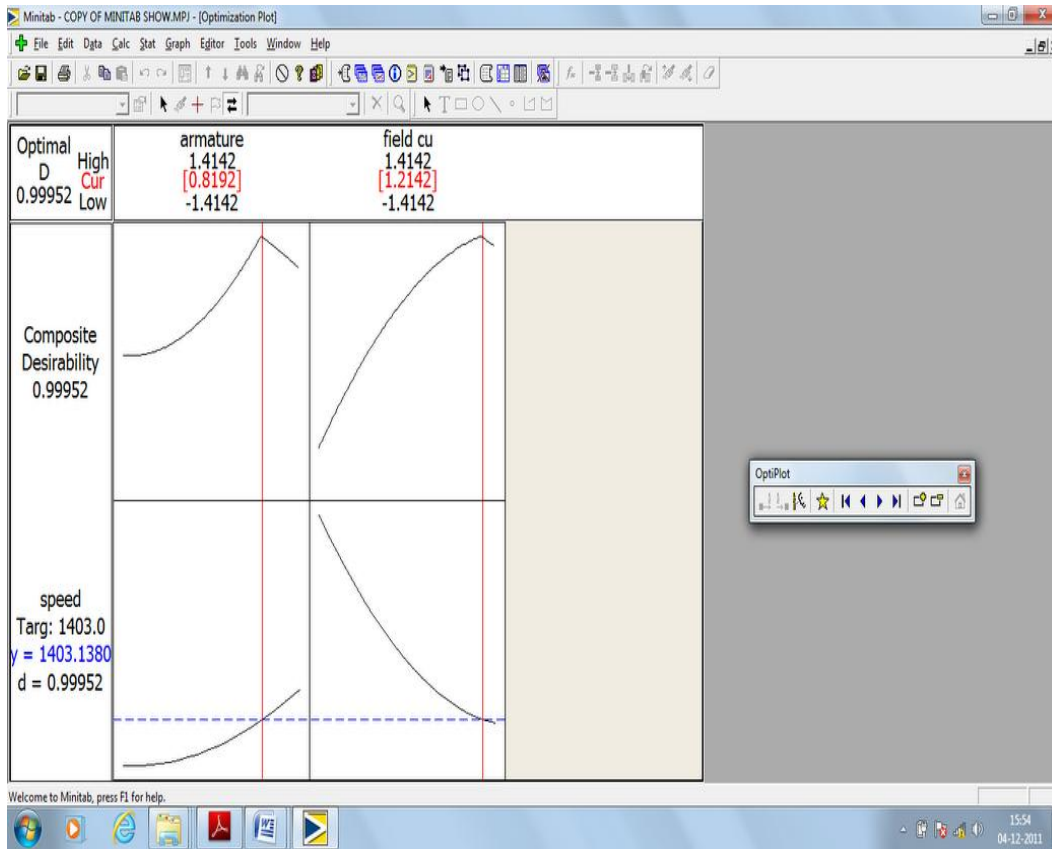 Minitab - COPY OF MINITAB SHOW.MPJ - [Optimization Plot]
File Edit Data Calc Stat Graph Editor Tools Window Help
Optimal
D
0.99952
High
Cur
Low
armature
1.4142
[0.8192]
-1.4142
field cu
1.4142
[1.2142]
-1.4142
Composite
Desirability
0.99952
speed
Targ: 1403.0
y = 1403.1380
d = 0.99952
OptiPlot
Welcome to Minitab, press F1 for help.
15:54
04-12-2011